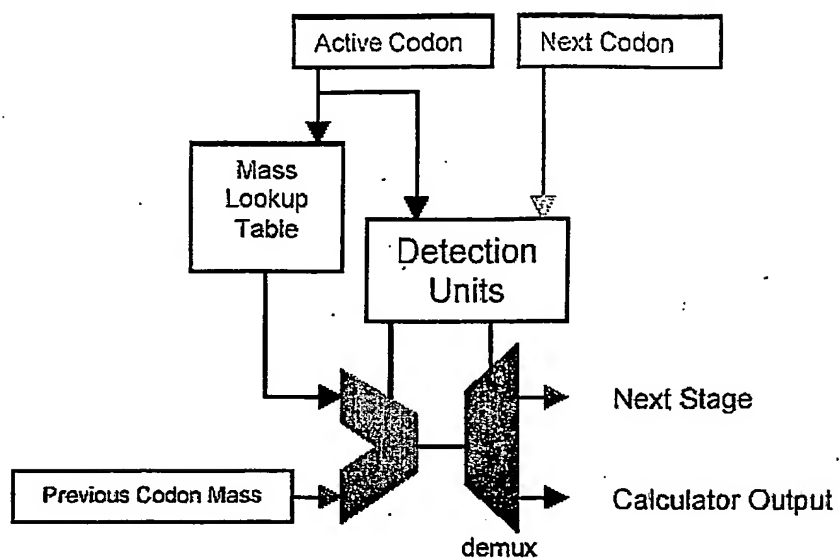 Active Codon
Next Codon
Mass
Lookup
Table
Detection
Units
Next Stage
Previous Codon Mass
Calculator Output
demux